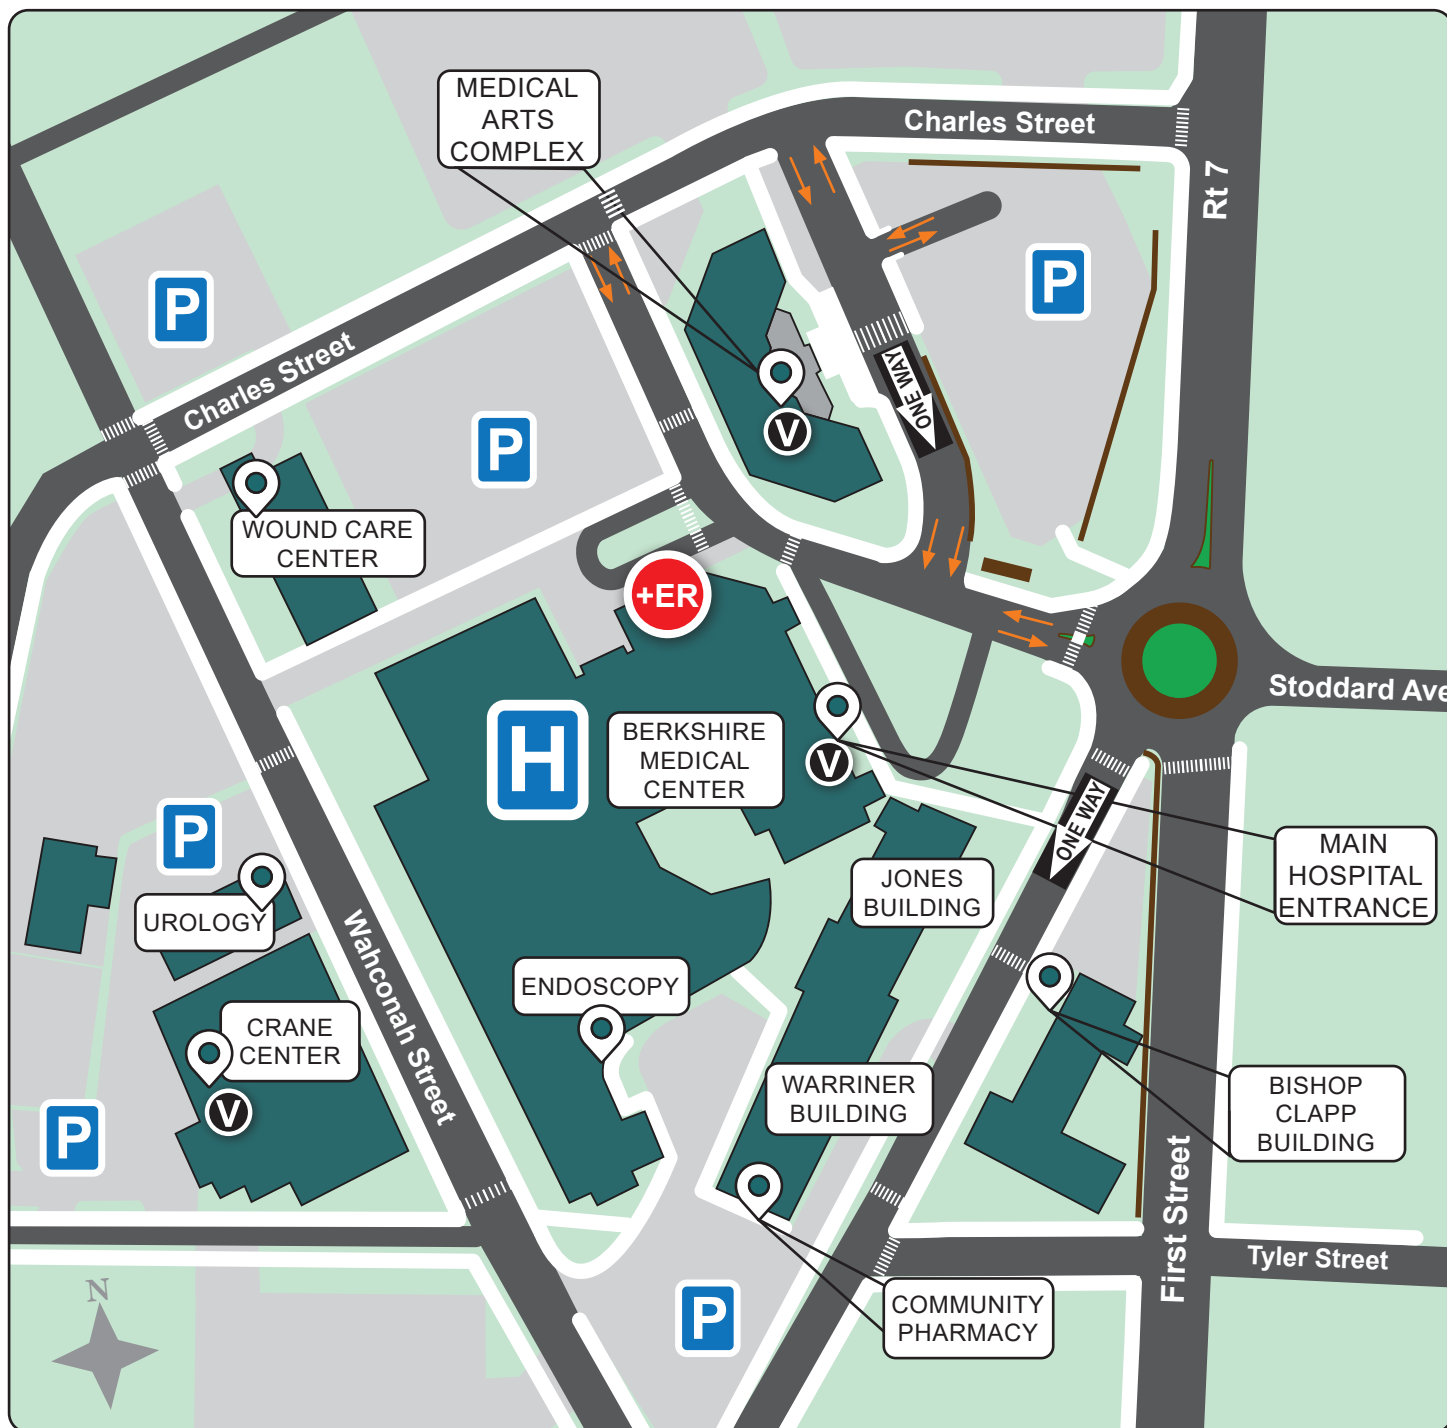 MEDICAL
ARTS
COMPLEX
Charles Street
Rt 7
P
P
ONE WAY
Charles Street
P
V
WOUND CARE
CENTER
+ER
Stoddard Ave
H
BERKSHIRE
MEDICAL
CENTER
V
ONE WAY
MAIN
HOSPITAL
ENTRANCE
P
JONES
BUILDING
UROLOGY
Wahconah Street
ENDOSCOPY
CRANE
CENTER
V
WARRINER
BUILDING
BISHOP
CLAPP
BUILDING
P
First Street
Tyler Street
N
P
COMMUNITY
PHARMACY